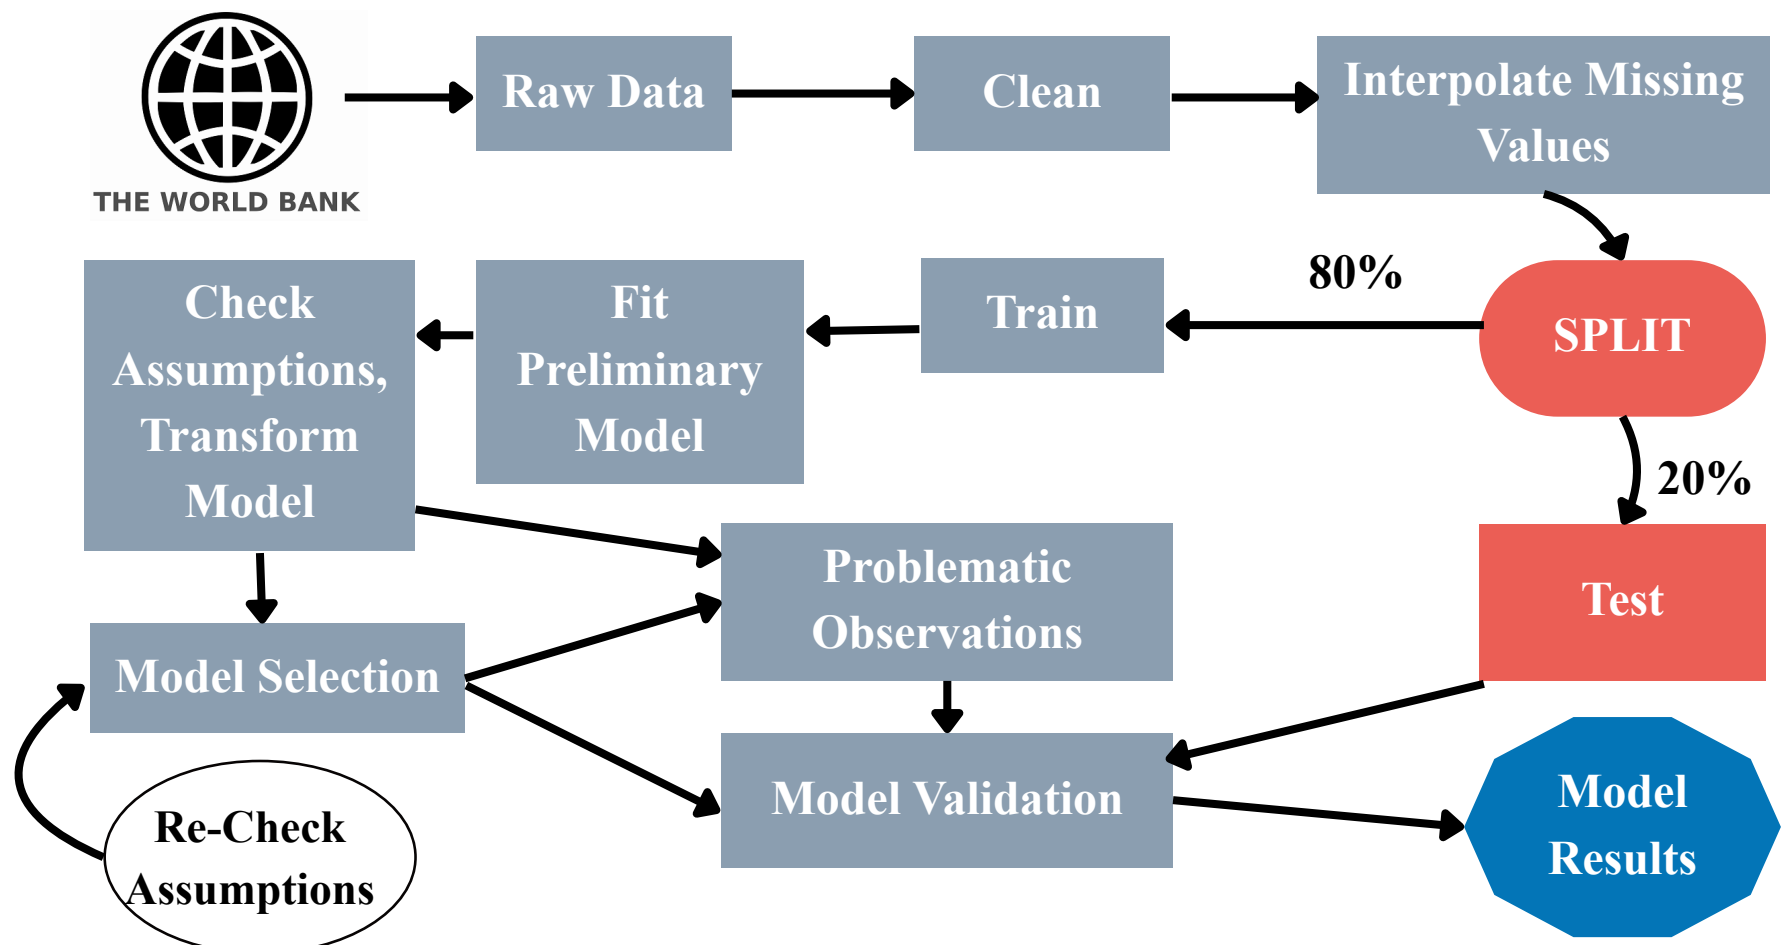 THE WORLD BANK
Raw Data
Clean
Interpolate Missing
Values
80%
SPLIT
Train
Fit
Preliminary
Model
Check
Assumptions,
Transform
Model
20%
Test
Problematic
Observations
Model Selection
Re-Check
Assumptions
Model Validation
Model
Results